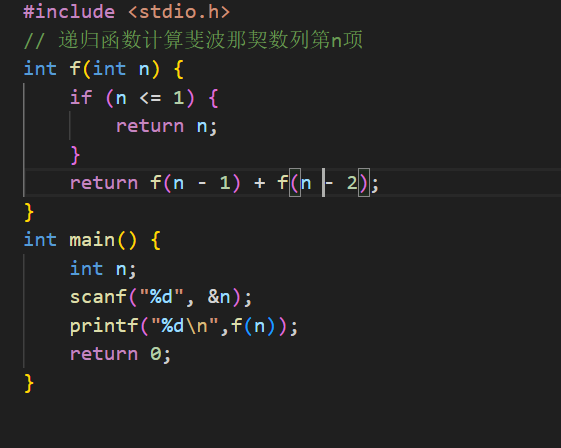 #include <stdio.h>
// 递归函数计算斐波那契数列第n项
int f(int n) {
    if (n <= 1) {
        return n;
    }
    return f(n - 1) + f(n - 2);
}
int main() {
    int n;
    scanf("%d", &n);
    printf("%d\n",f(n));
    return 0;
}